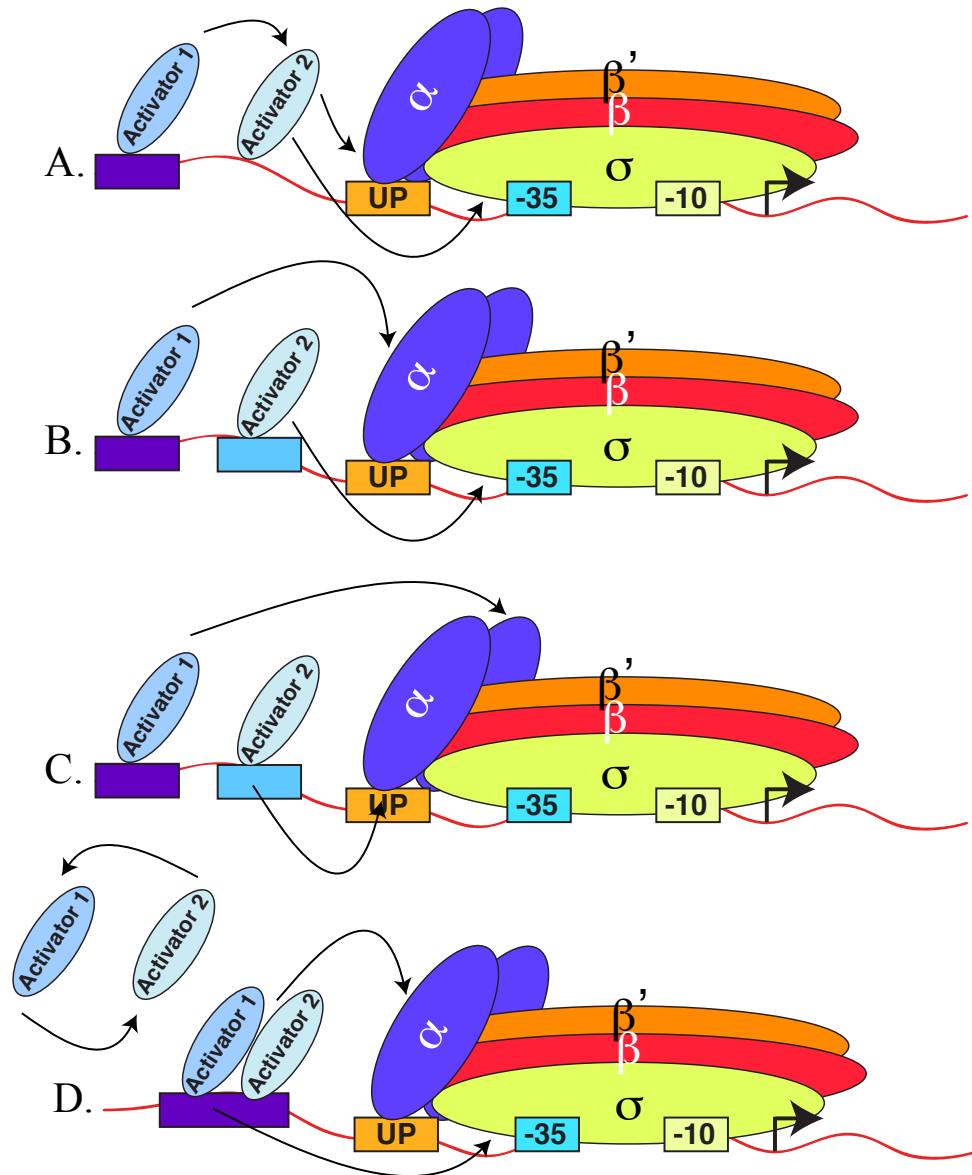 Activator 1
Activator 2
α
β’
β
σ
A.
UP
-35
-10
Activator 1
Activator 2
α
β’
β
σ
B.
UP
-35
-10
Activator 1
Activator 2
α
β’
β
σ
C.
UP
-35
-10
Activator 1
Activator 2
Activator 1
Activator 2
α
β’
β
σ
D.
UP
-35
-10